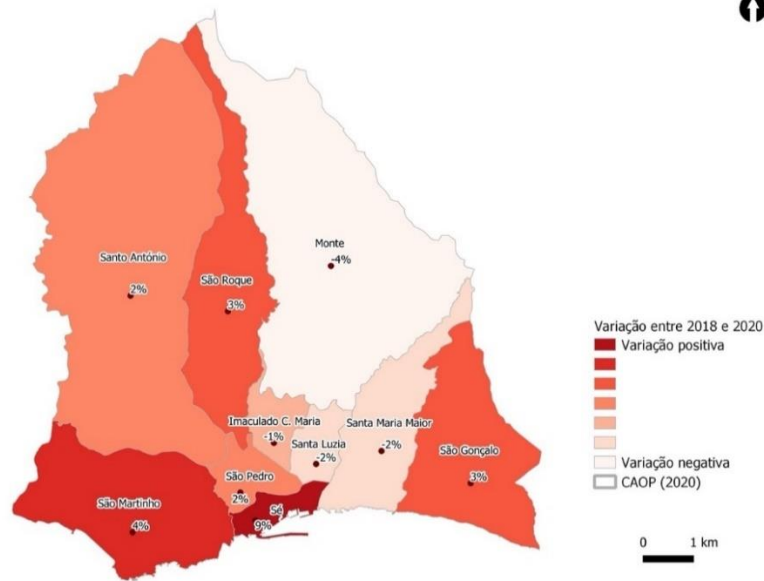 Monte
-4%
Santo António
2%
São Roque
3%
Imaculado C. Maria
-1%
Santa Luzia
-2%
Santa Maria Maior
-2%
São Gonçalo
3%
São Pedro
2%
São Martinho
4%
Sé
9%
Variação entre 2018 e 2020
Variação positiva
Variação negativa
CAOP (2020)
0 1 km